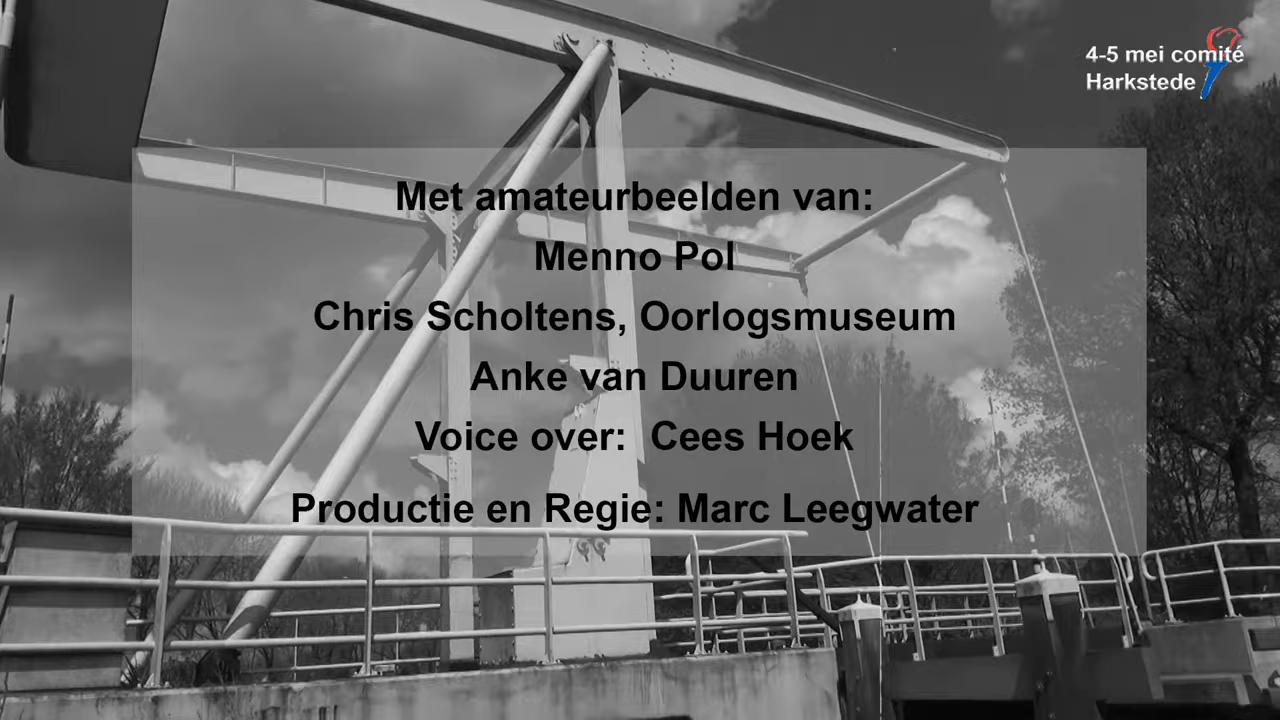 4-5 mei comité
Harkstede
Met amateurbeelden van:
Menno Pol
Chris Scholtens, Oorlogsmuseum
Anke van Duuren
Voice over: Cees Hoek
Productie en Regie: Marc Leegwater